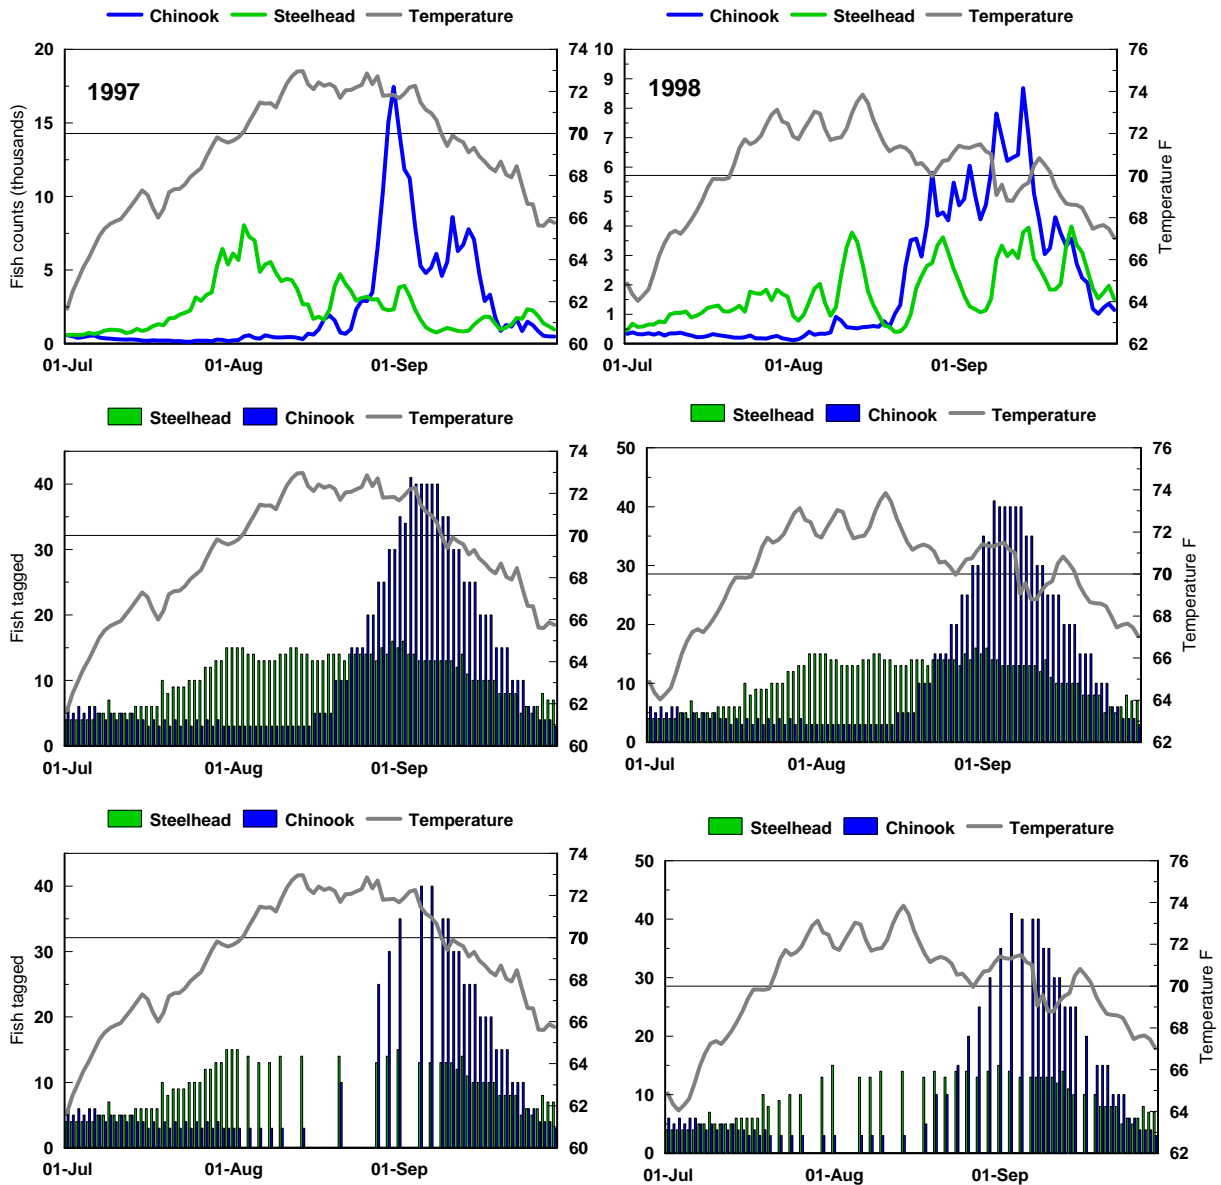 Chinook Steelhead Temperature
Chinook Steelhead Temperature
20 74 10 76
1997 1998
9
72 8 74
15 7
70 72
6
10 68 5 70
66 4
68
5 64 3
2 66
62 1 64
0 60 0 62
01-Jul 01-Aug 01-Sep
01-Jul 01-Aug 01-Sep
Fish counts (thousands)
Temperature F
Steelhead Chinook Temperature
Steelhead Chinook Temperature
74 50 76
40 72 40 74
70 72
30 68 30 70
20 66 20 68
64 66
10 62 10 64
0 60 0 62
01-Jul 01-Aug 01-Sep
01-Jul 01-Aug 01-Sep
Fish tagged
Temperature F
Steelhead Chinook Temperature
Steelhead Chinook Temperature
74 50 76
40 72 40 74
70 72
30 68 30 70
20 66 20 68
64 66
10 62 10 64
0 60 0 62
01-Jul 01-Aug 01-Sep
01-Jul 01-Aug 01-Sep
Fish tagged
Temperature F